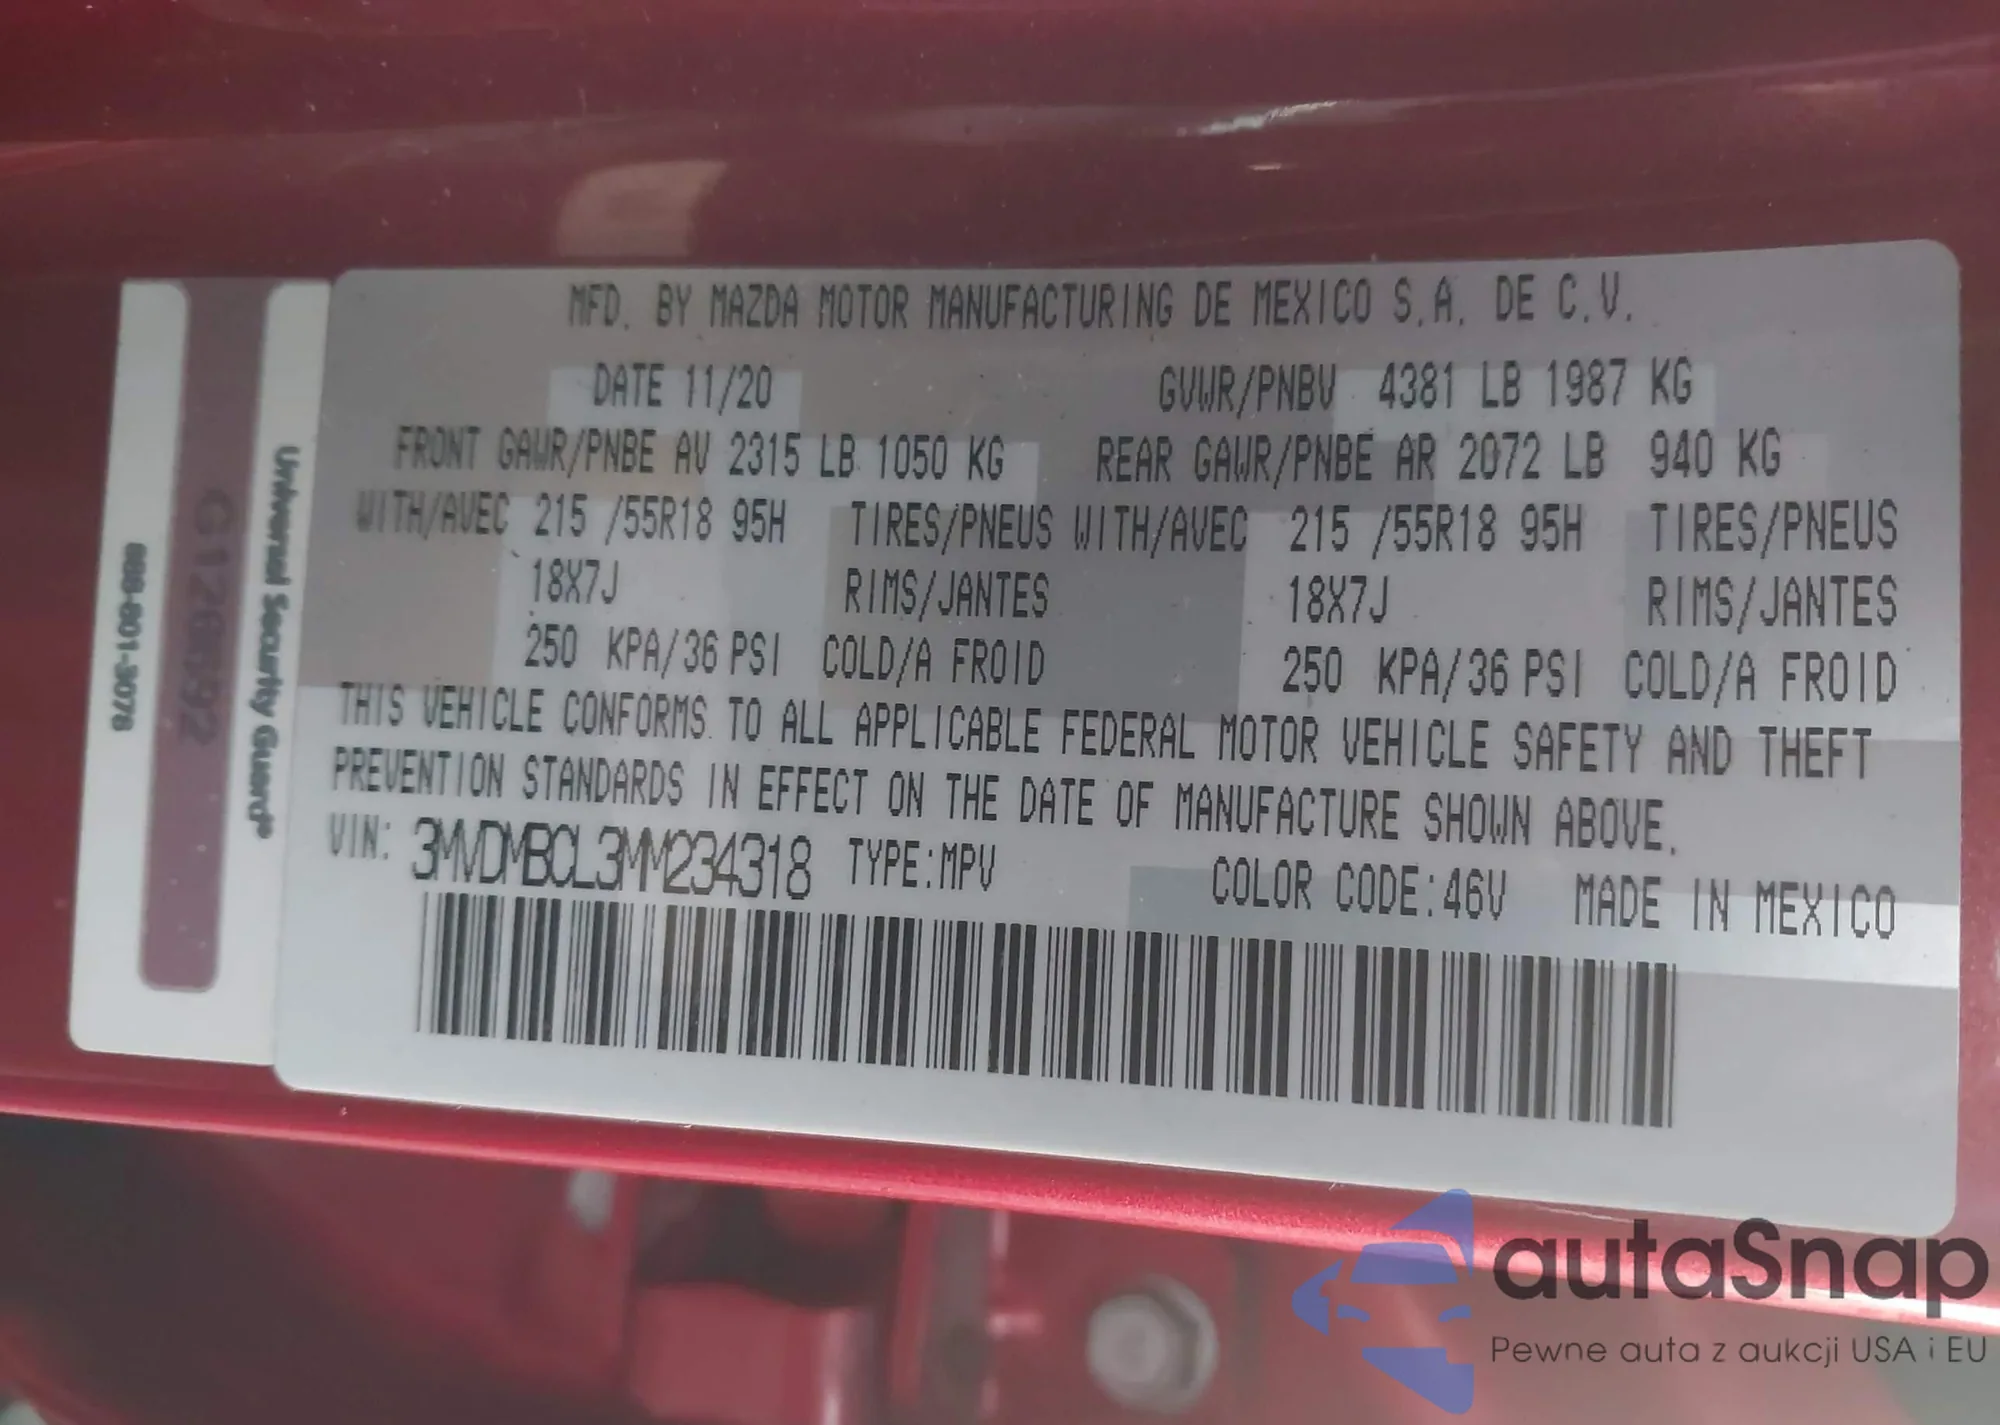 MFD. BY MAZDA MOTOR MANUFACTURING DE MEXICO S.A. DE C.V.
DATE 11/20 GVWR/PNBV 4381 LB 1987 KG
FRONT GAWR/PNBE AV 2315 LB 1050 KG REAR GAWR/PNBE AR 2072 LB 940 KG
WITH/AVEC 215 /55R18 95H TIRES/PNEUS WITH/AVEC 215 /55R18 95H TIRES/PNEUS
18X7J RIMS/JANTES 18X7J RIMS/JANTES
250 KPA/36 PSI COLD/A FROID 250 KPA/36 PSI COLD/A FROID
THIS VEHICLE CONFORMS TO ALL APPLICABLE FEDERAL MOTOR VEHICLE SAFETY AND THEFT
PREVENTION STANDARDS IN EFFECT ON THE DATE OF MANUFACTURE SHOWN ABOVE.
VIN: 3MVDMBCL3MM234318 TYPE:MPV COLOR CODE:46V MADE IN MEXICO
Universal Security Guard®
888-801-3078
autaSnap
Pewne auta z aukcji USA i EU